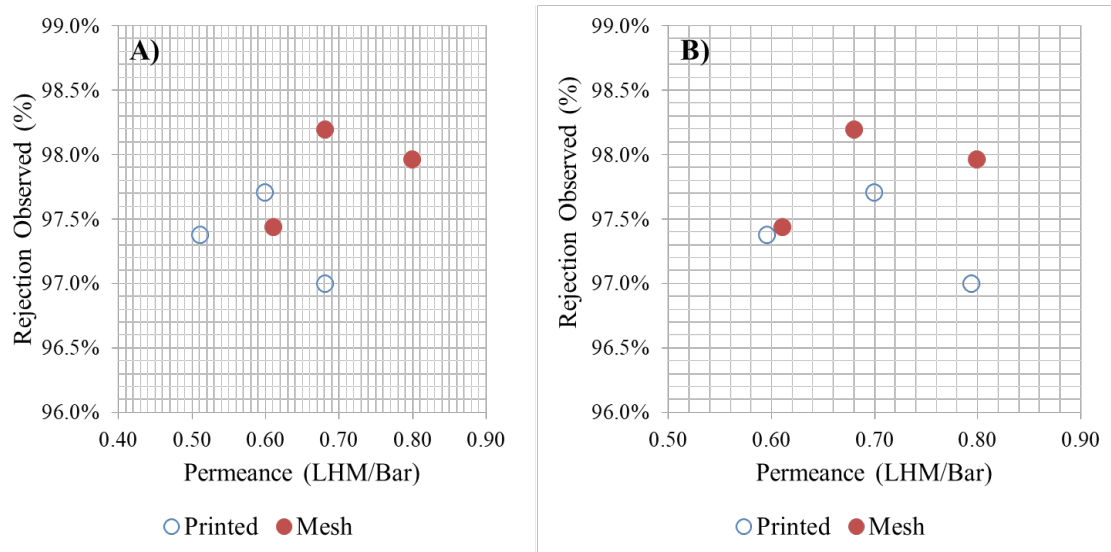 A)
Rejection Observed (%)
99.0%
98.5%
98.0%
97.5%
97.0%
96.5%
96.0%
0.40 0.50 0.60 0.70 0.80 0.90
Permeance (LHM/Bar)
Printed Mesh
B)
Rejection Observed (%)
99.0%
98.5%
98.0%
97.5%
97.0%
96.5%
96.0%
0.50 0.60 0.70 0.80 0.90
Permeance (LHM/Bar)
Printed Mesh